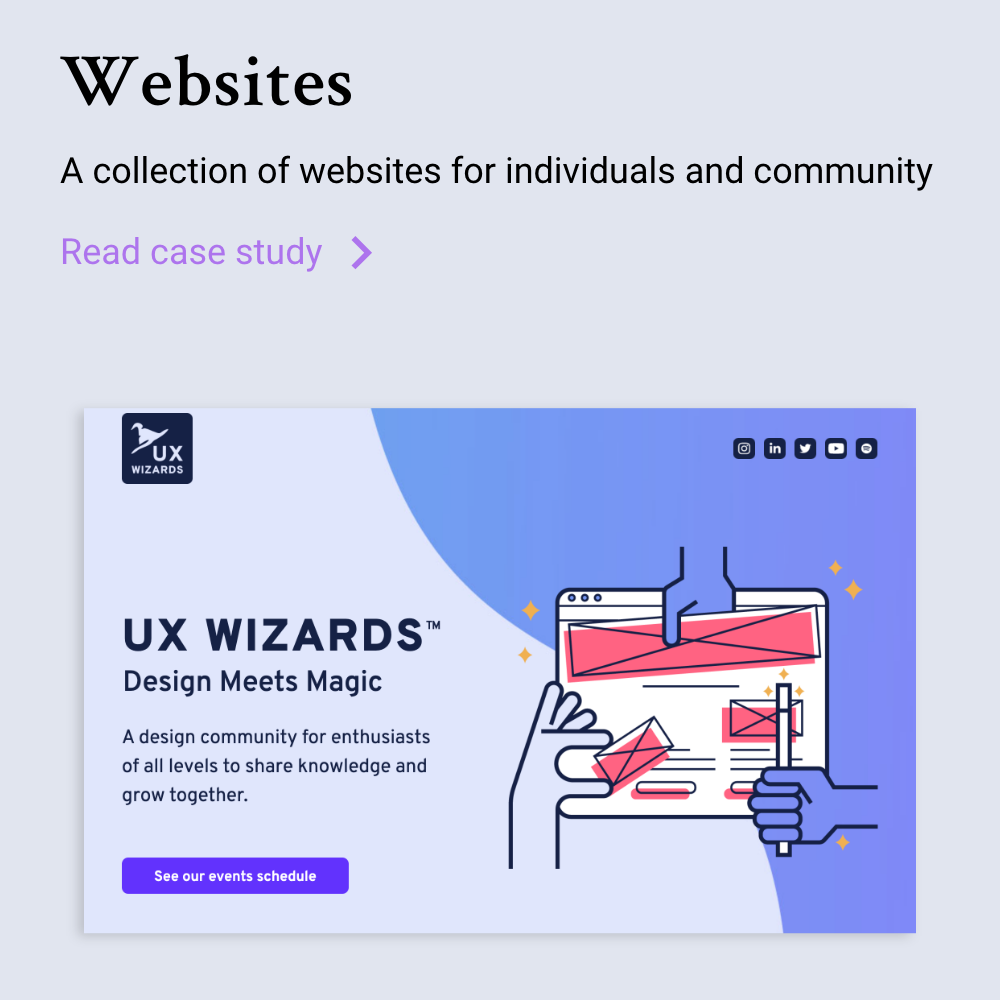 Websites
A collection of websites for individuals and community
Read case study
UX
WIZARDS
in
UX WIZARDS™
Design Meets Magic
A design community for enthusiasts
of all levels to share knowledge and
grow together.
See our events schedule